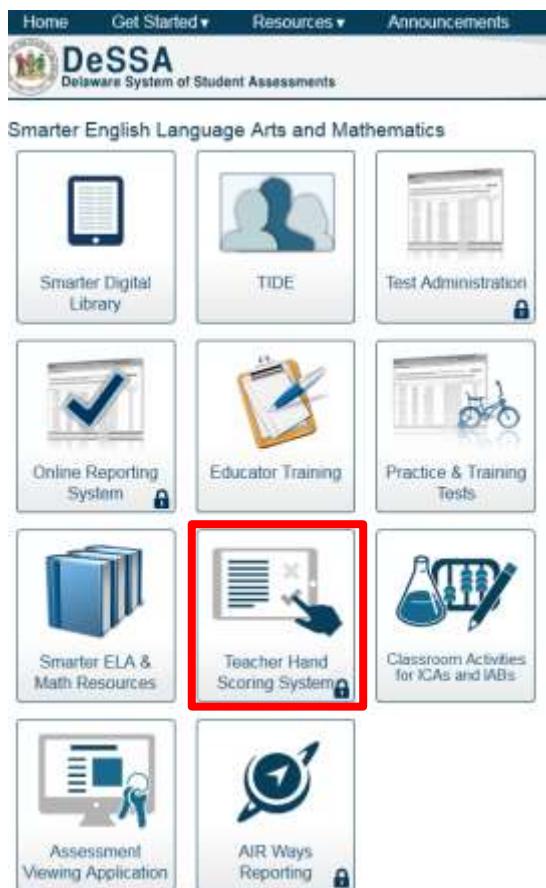 Home Get Started ▾ Resources ▾ Announcements
DeSSA
Delaware System of Student Assessments
Smarter English Language Arts and Mathematics
Smarter Digital
Library
TIDE
Test Administration
Online Reporting
System
Educator Training
Practice & Training
Tests
Smarter ELA &
Math Resources
Teacher Hand
Scoring System
Classroom Activities
for ICAs and IABs
Assessment
Viewing Application
AIR Ways
Reporting